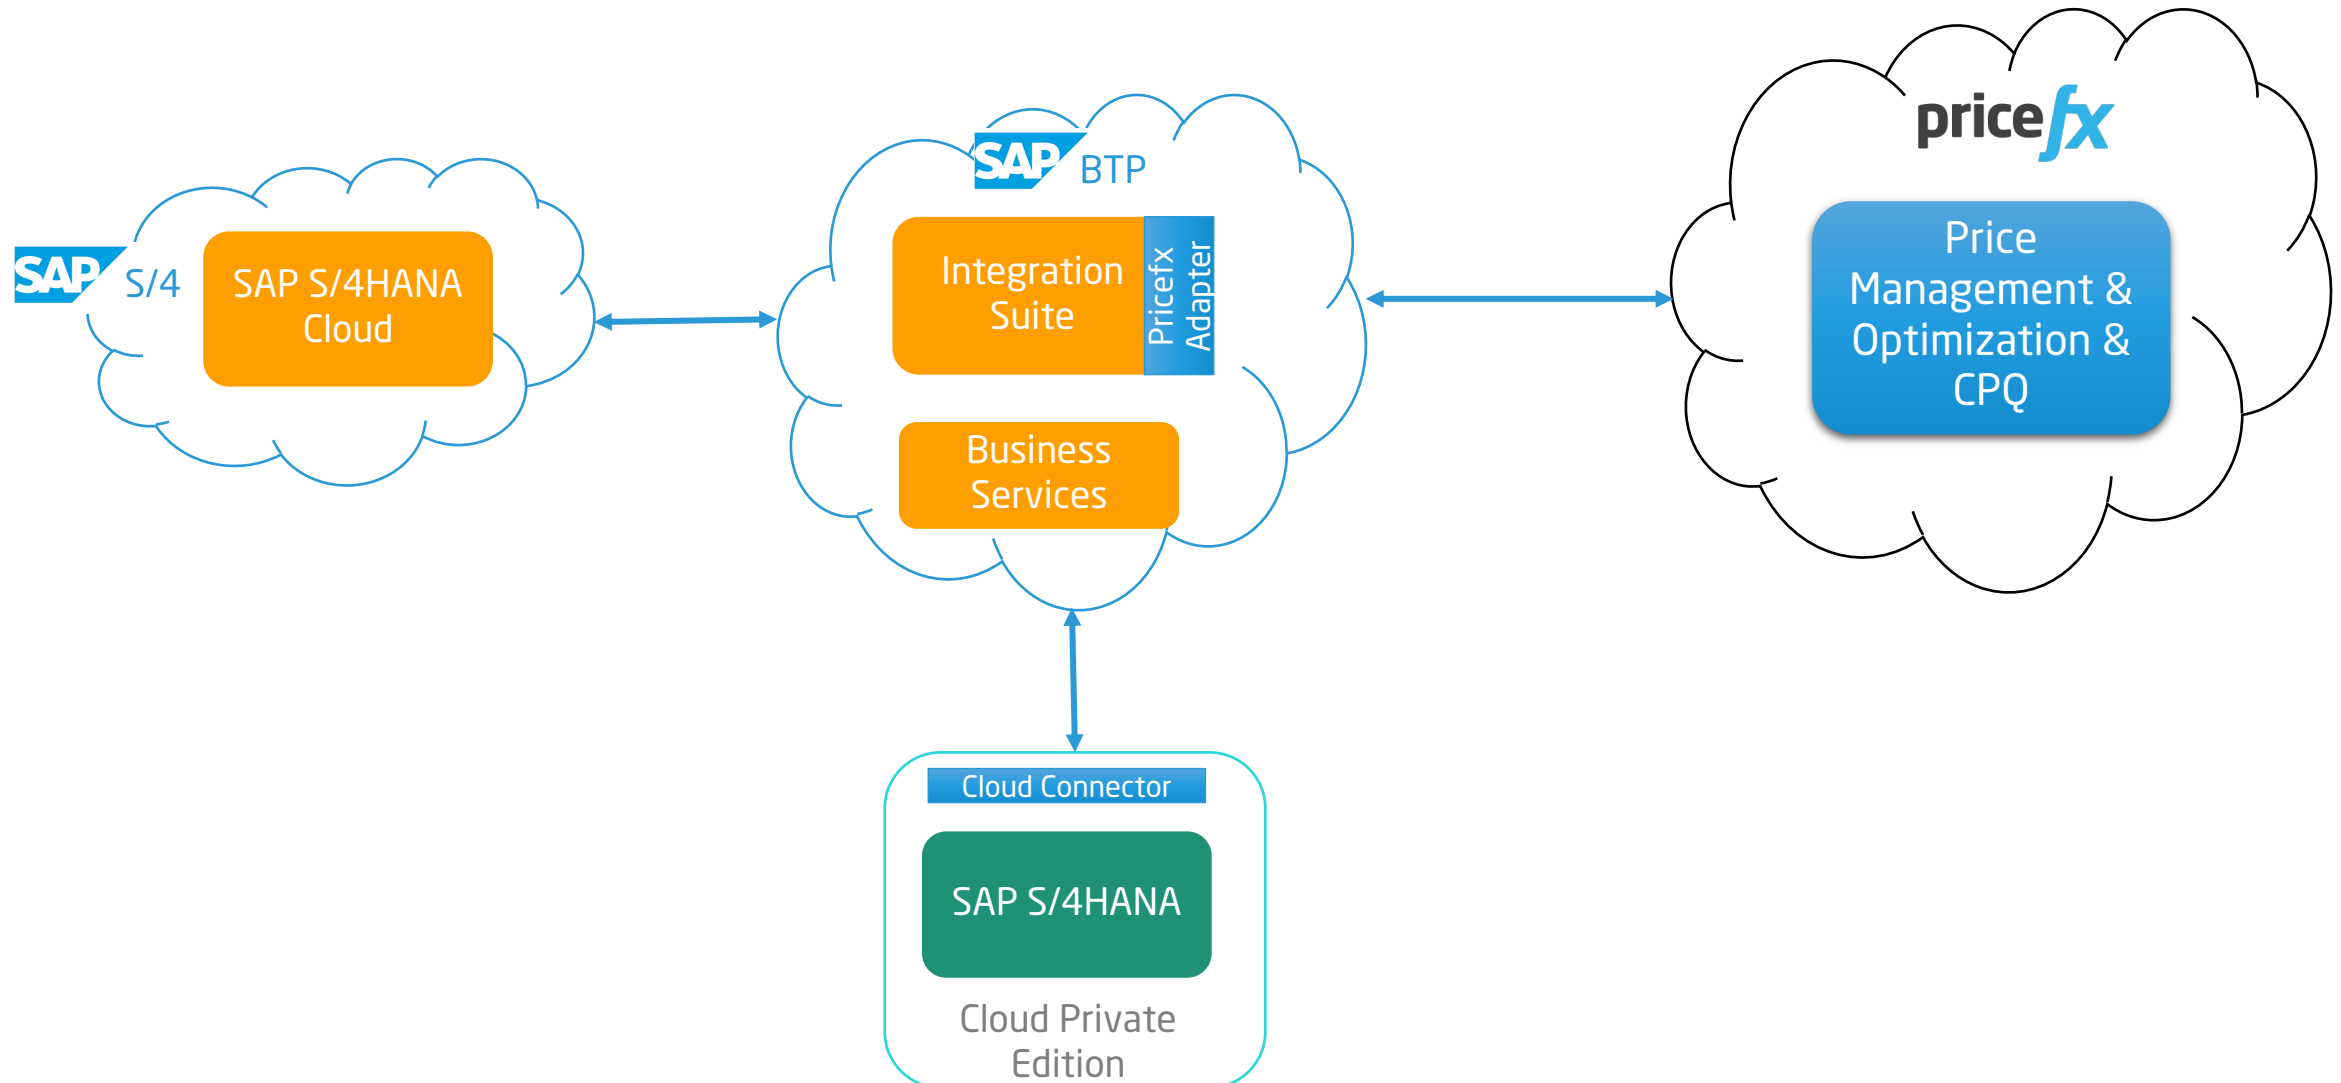 SAP S/4
SAP S/4HANA
Cloud
SAP BTP
Integration
Suite
Pricefx
Adapter
Business
Services
pricefx
Price
Management &
Optimization &
CPQ
Cloud Connector
SAP S/4HANA
Cloud Private
Edition